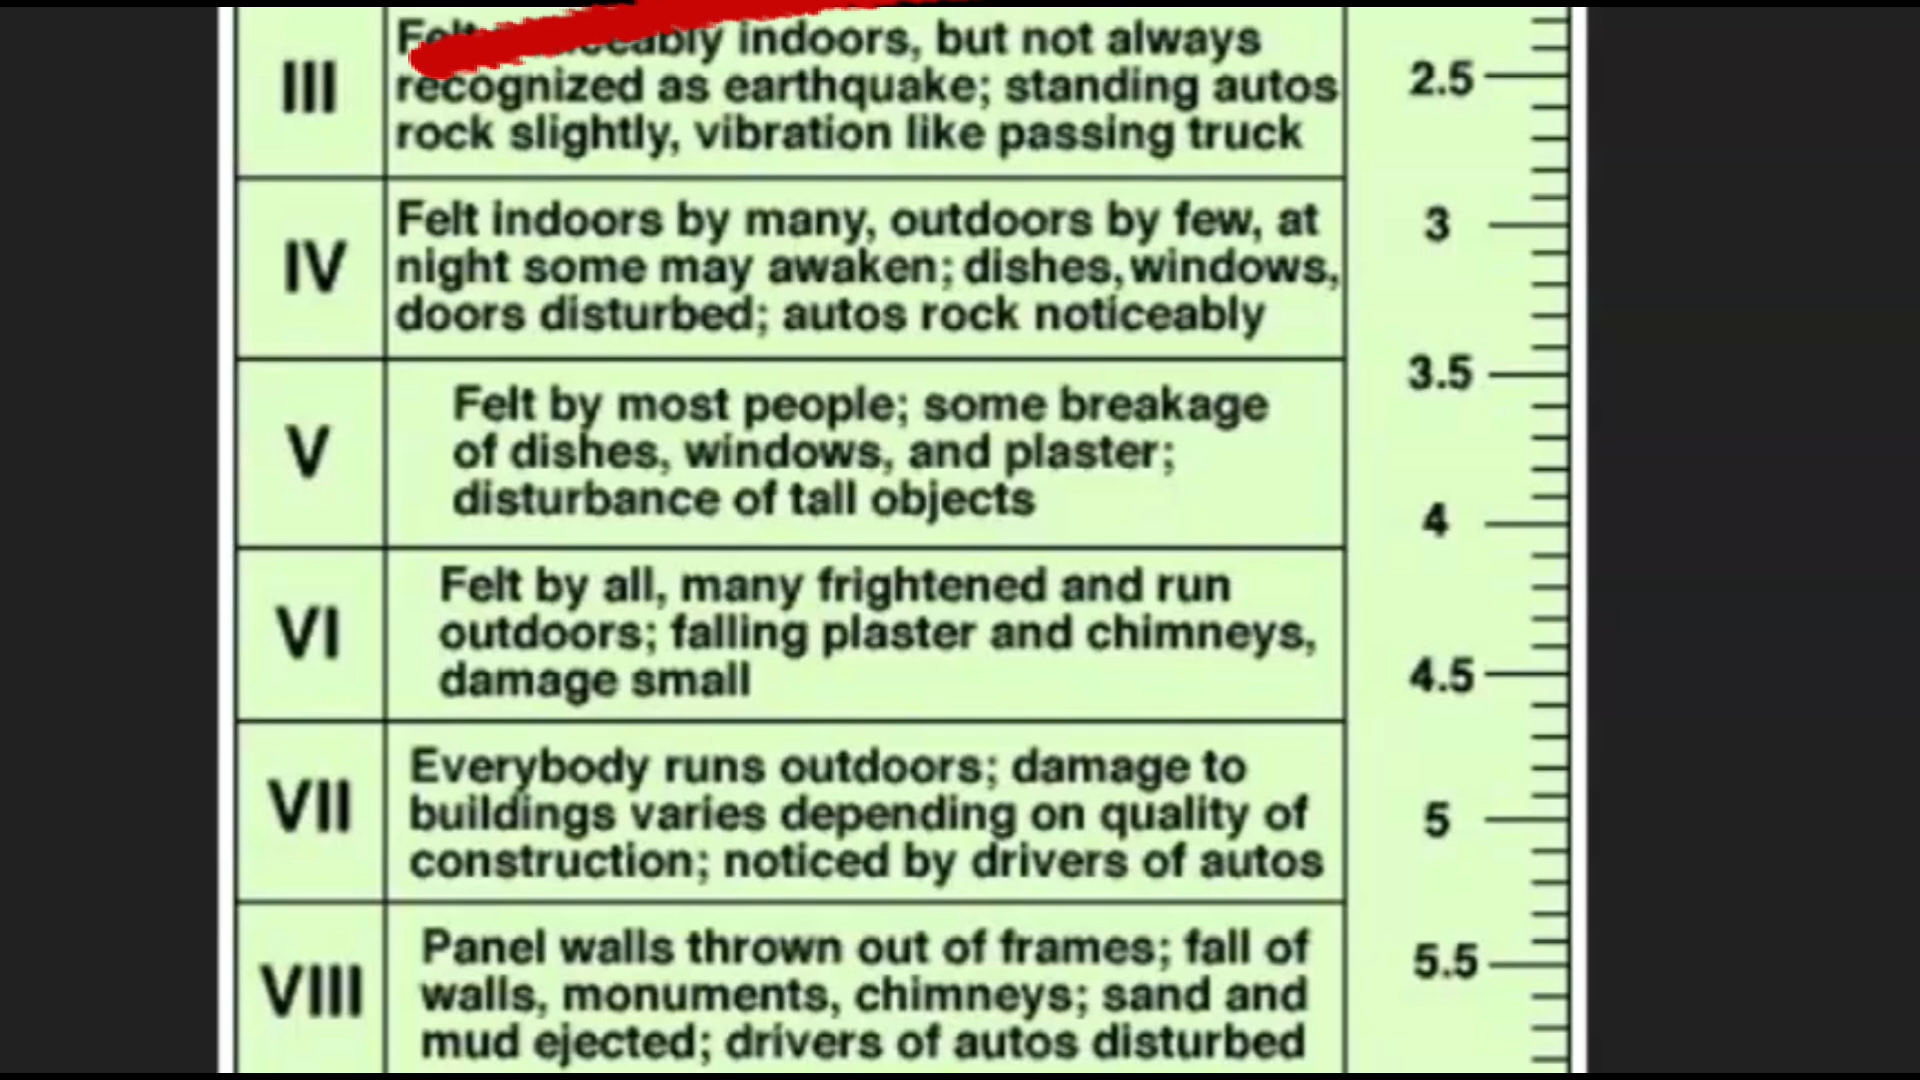 III
indoors, but not always
recognized as earthquake; standing autos
rock slightly, vibration like passing truck
2.5
IV
Felt indoors by many, outdoors by few, at
night some may awaken; dishes, windows,
doors disturbed; autos rock noticeably
3
V
Felt by most people; some breakage
of dishes, windows, and plaster;
disturbance of tall objects
3.5
4
VI
Felt by all, many frightened and run
outdoors; falling plaster and chimneys,
damage small
4.5
VII
Everybody runs outdoors; damage to
buildings varies depending on quality of
construction; noticed by drivers of autos
5
VIII
Panel walls thrown out of frames; fall of
walls, monuments, chimneys; sand and
mud ejected; drivers of autos disturbed
5.5